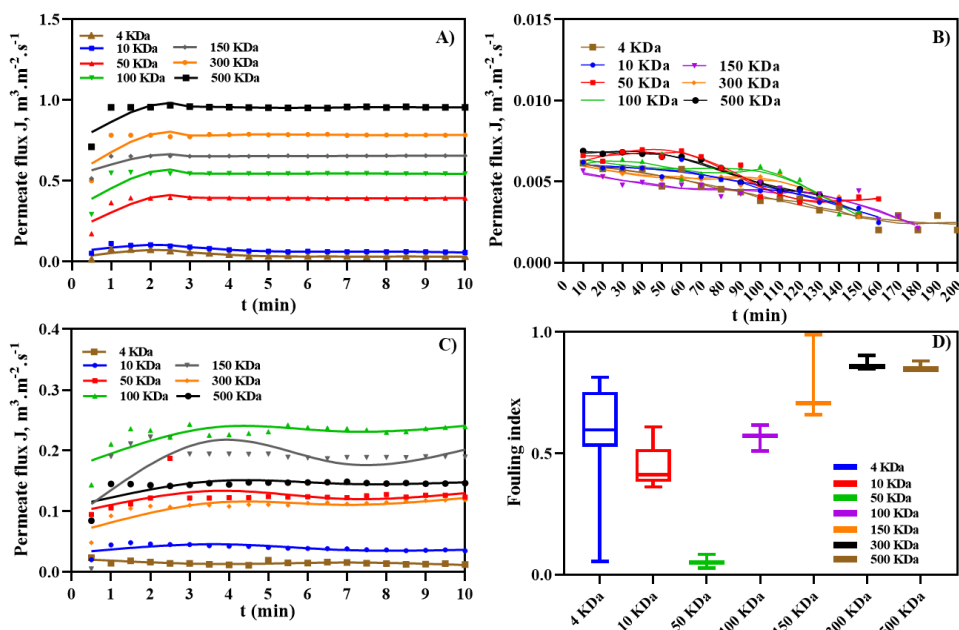 A)
Permeate flux J, m³.m⁻².s⁻¹
1.5
1.0
0.5
0.0
4 KDa
10 KDa
50 KDa
100 KDa
150 KDa
300 KDa
500 KDa
0 1 2 3 4 5 6 7 8 9 10
t (min)
B)
Permeate flux J, m³.m⁻².s⁻¹
0.015
0.010
0.005
0.000
4 KDa
10 KDa
50 KDa
100 KDa
150 KDa
300 KDa
500 KDa
0 10 20 30 40 50 50 70 80 90 100 100 110 120 130 140 150 160 170 180 190 200
t (min)
C)
Permeate flux J, m³.m⁻².s⁻¹
0.4
0.3
0.2
0.1
0.0
4 KDa
10 KDa
50 KDa
100 KDa
150 KDa
300 KDa
500 KDa
0 1 2 3 4 5 6 7 8 9 10
t (min)
D)
Fouling index
1.0
0.5
0.0
4 KDa
10 KDa
50 KDa
100 KDa
150 KDa
300 KDa
500 KDa
4 KDa
10 KDa
50 KDa
100 KDa
150 KDa
KDa
KDa